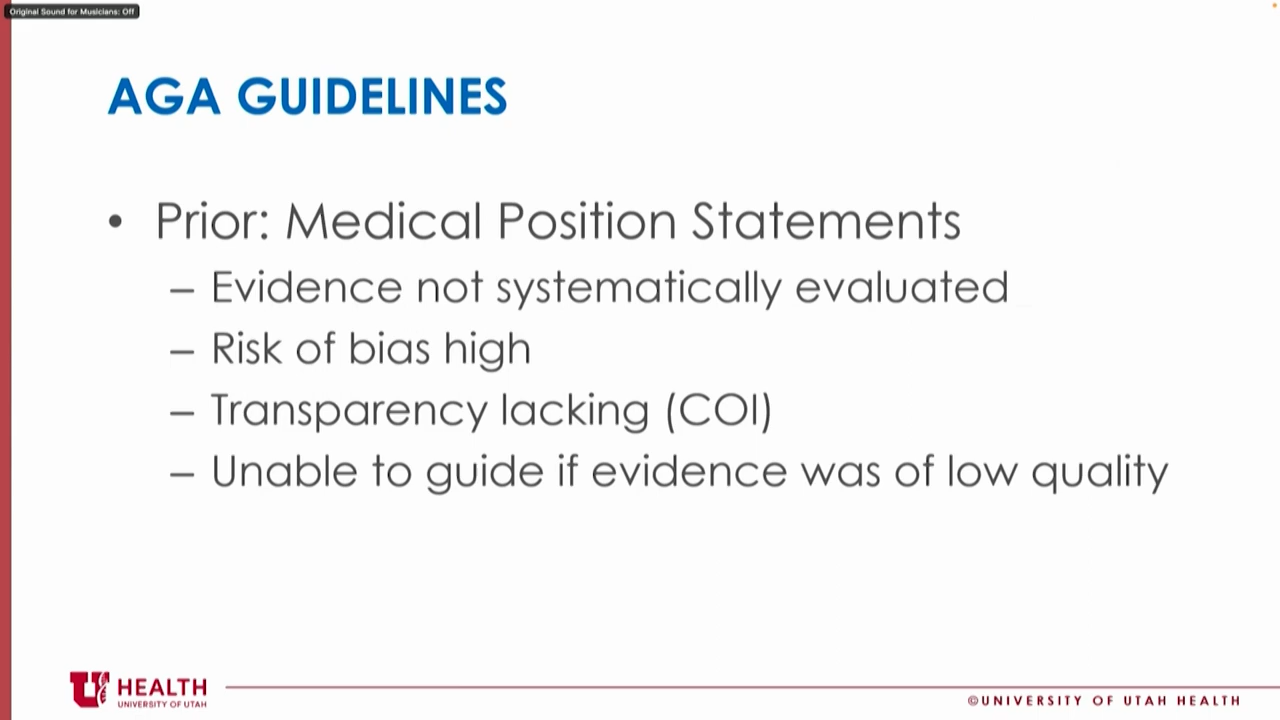 Original Sound for Musicians: Off
AGA GUIDELINES
• Prior: Medical Position Statements
– Evidence not systematically evaluated
– Risk of bias high
– Transparency lacking (COI)
– Unable to guide if evidence was of low quality
U HEALTH
UNIVERSITY OF UTAH
©UNIVERSITY OF UTAH HEALTH